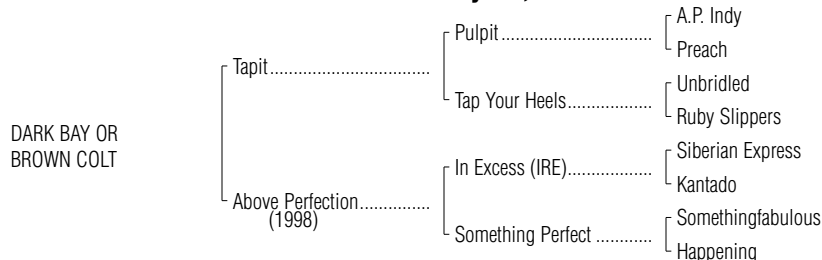 A.P. Indy
Pulpit
Preach
Tapit
Unbridled
Tap Your Heels
Ruby Slippers
DARK BAY OR
BROWN COLT
Siberian Express
In Excess (IRE)
Kantado
Above Perfection
(1998)
Somethingfabulous
Something Perfect
Happening